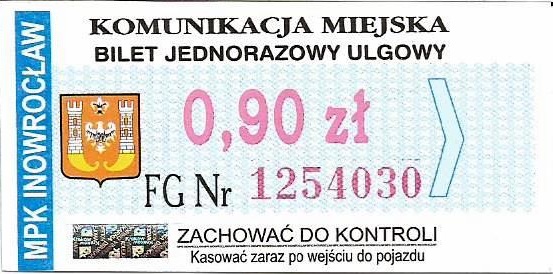 KOMUNIKACJA MIEJSKA
BILET JEDNORAZOWY ULGOWY
MPK INOWROCŁAW
0,90 zł
FG Nr 1254030
ZACHOWAĆ DO KONTROLI
Kasować zaraz po wejściu do pojazdu